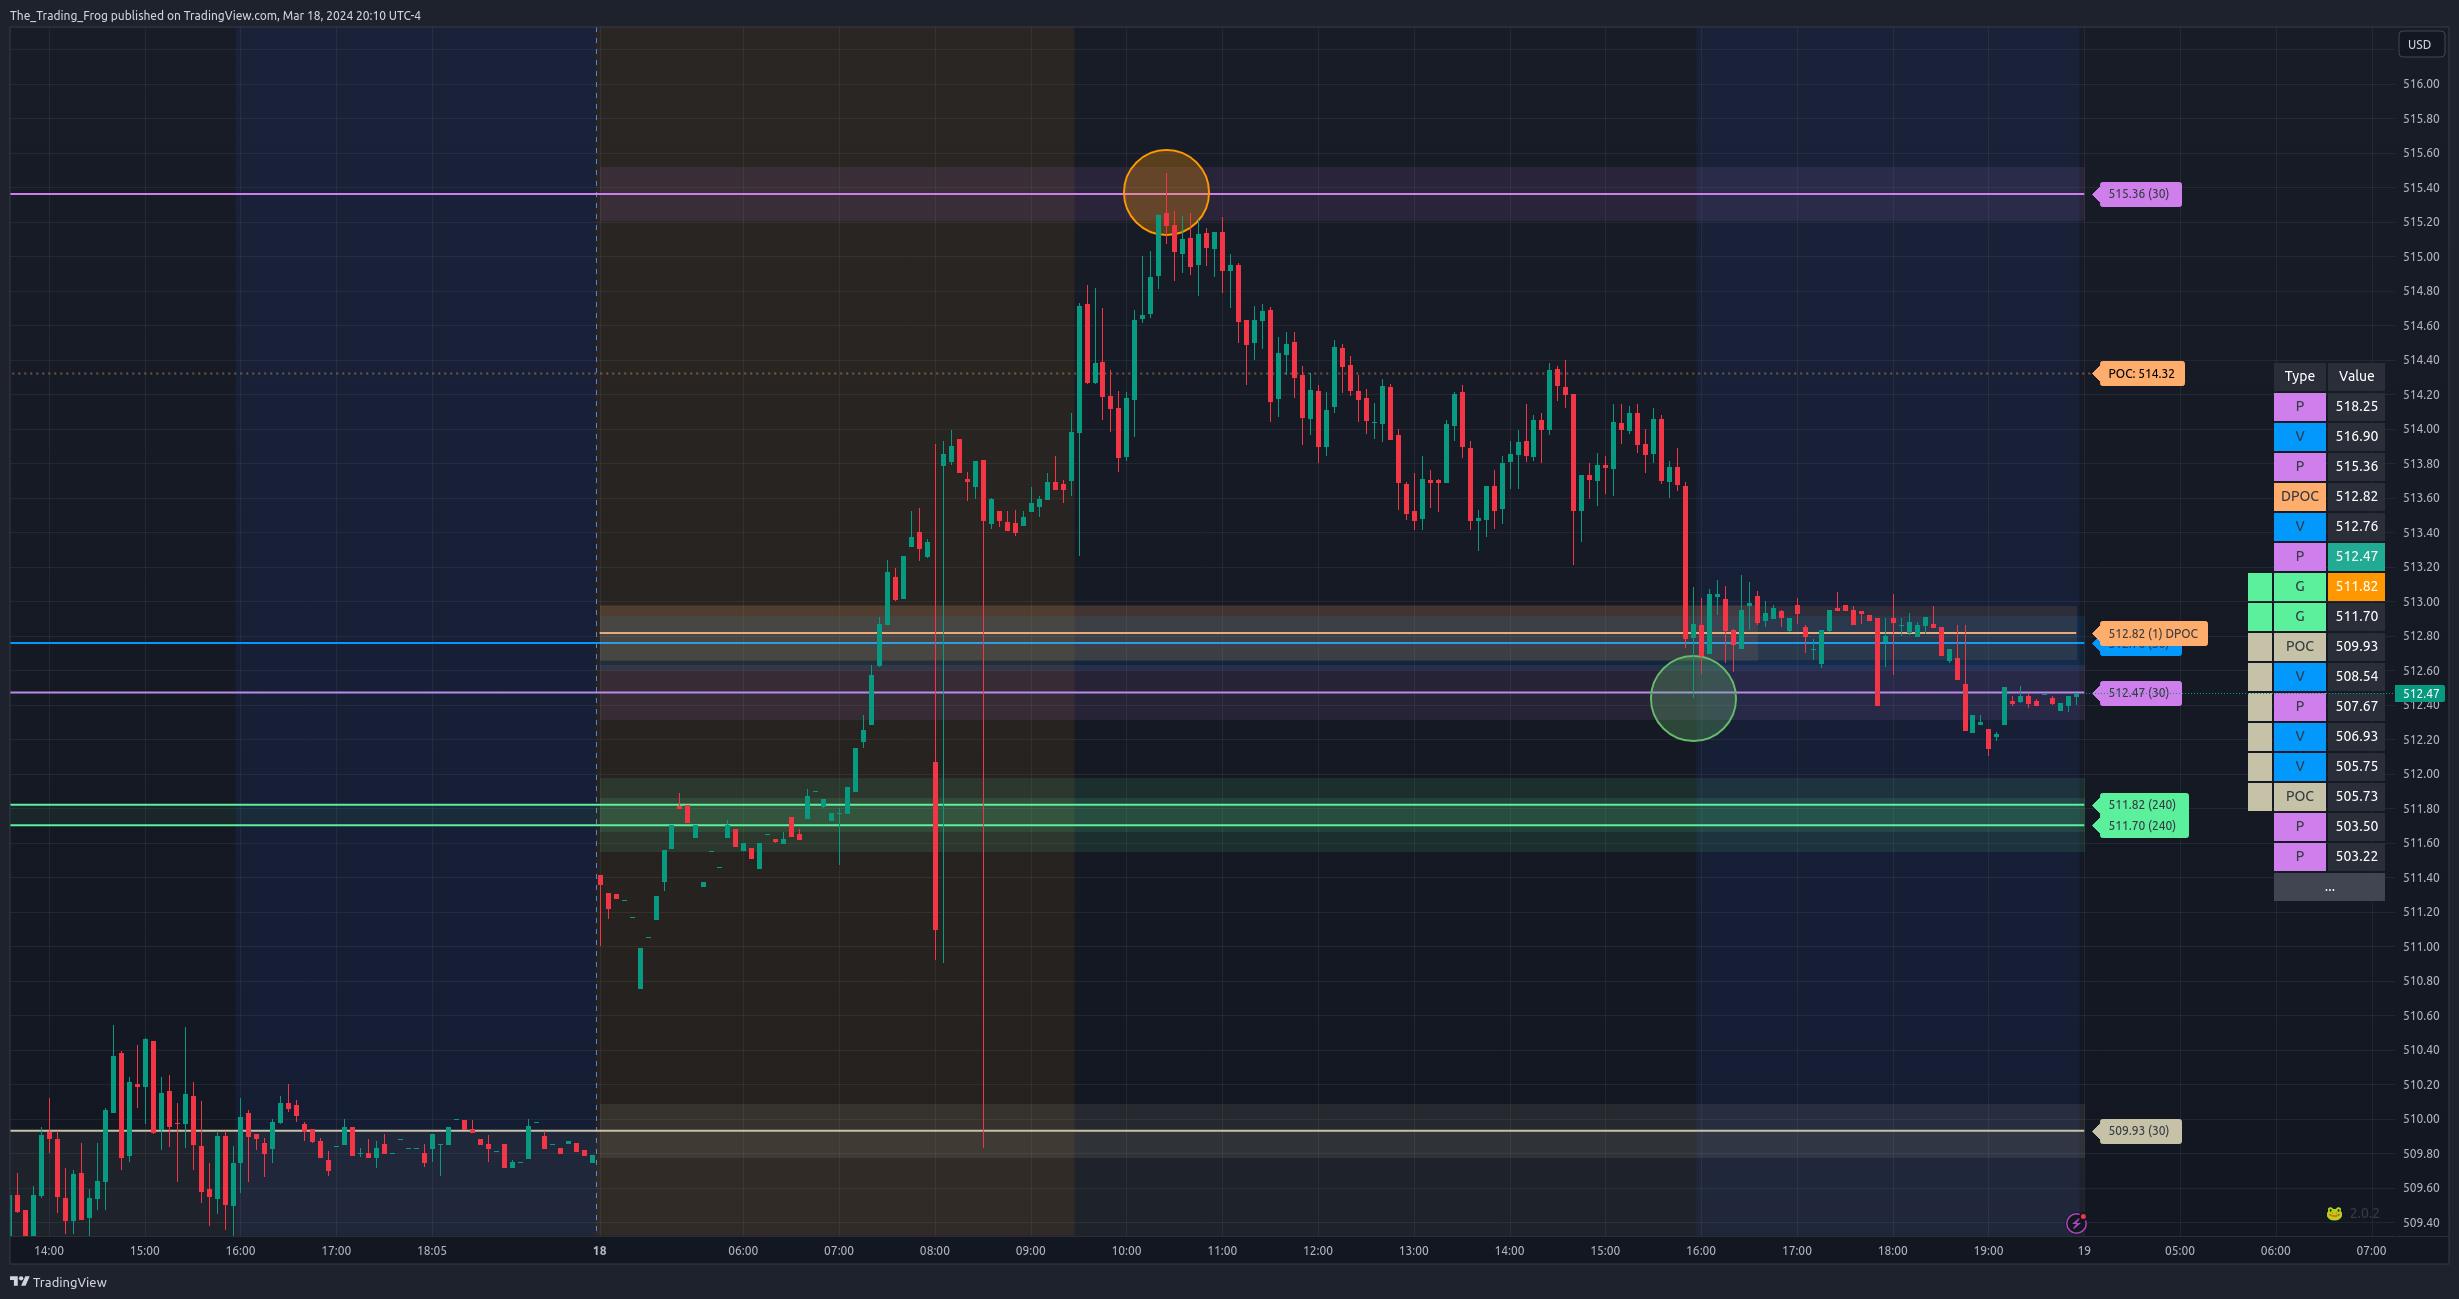 The_Trading_Frog published on TradingView.com, Mar 18, 2024 20:10 UTC-4
USD
516.00
515.80
515.60
515.40
515.36 (30)
515.20
515.00
514.80
514.60
514.40
POC: 514.32
514.20
514.00
513.80
513.60
513.40
513.20
513.00
512.82 (1) DPOC
512.80
512.60
512.47 (30)
512.47
512.40
512.20
512.00
511.82 (240)
511.80
511.70 (240)
511.60
511.40
511.20
511.00
510.80
510.60
510.40
510.20
510.00
509.93 (30)
509.80
509.60
509.40
Type Value
P 518.25
V 516.90
P 515.36
DPOC 512.82
V 512.76
P 512.47
G 511.82
G 511.70
POC 509.93
V 508.54
P 507.67
V 506.93
V 505.75
POC 505.73
P 503.50
P 503.22
...
2.0.2
14:00 15:00 16:00 17:00 18:05 18 06:00 07:00 08:00 09:00 10:00 11:00 12:00 13:00 14:00 15:00 16:00 17:00 18:00 19:00 19 05:00 06:00 07:00
TradingView